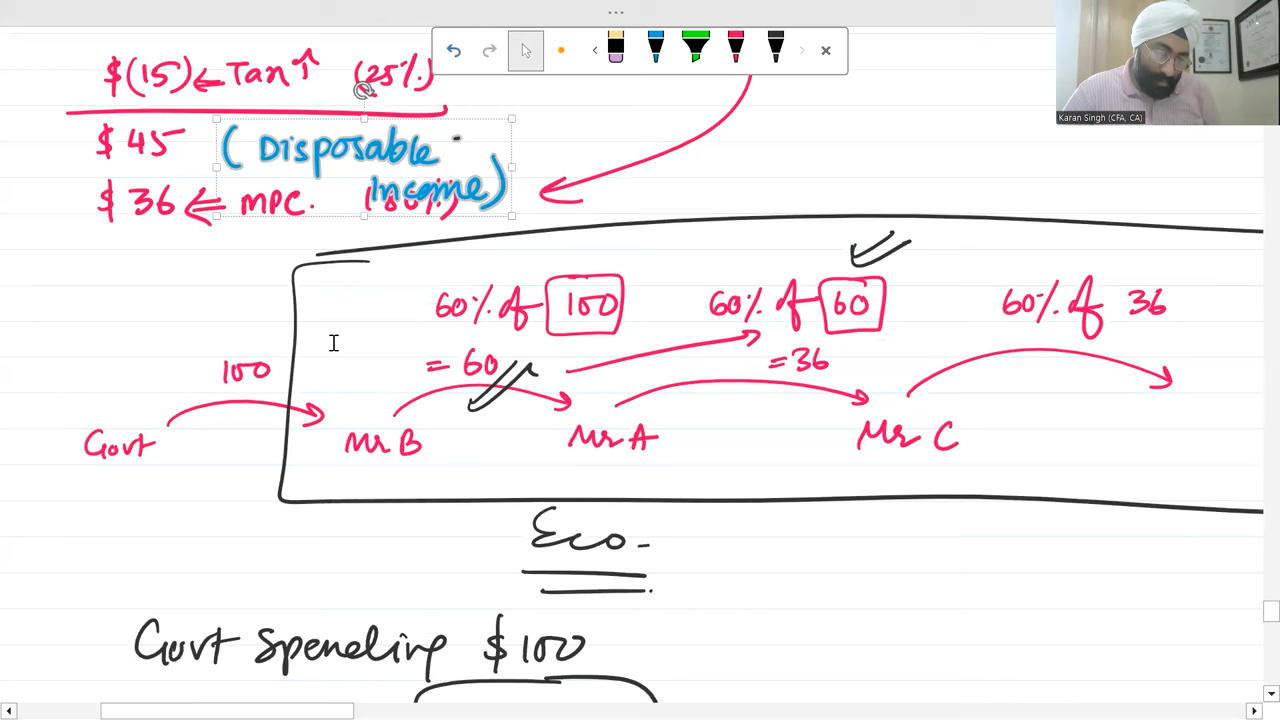 $(15) ← Tax ↑ (25%)
$45 (Disposable
Income)
$36 ⇐ MPC.
Karan Singh (CFA, CA)
60% of 100 60% of 60 60% of 36
100 = 60 = 36
Govt Mr B Mr A Mr C
Eco.
Govt Spending $100